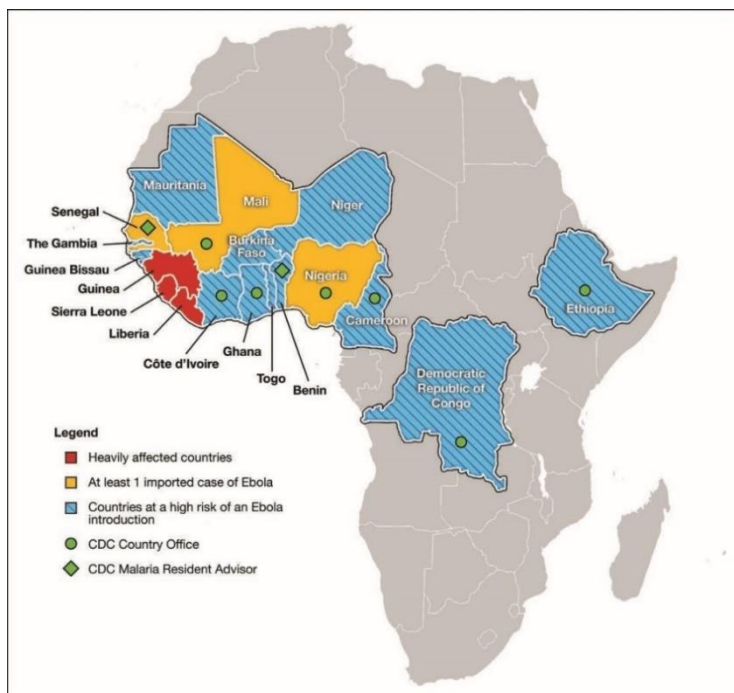 Mauritania
Mali
Niger
Senegal
The Gambia
Burkina
Faso
Guinea Bissau
Nigeria
Guinea
Sierra Leone
Cameroon
Ethiopia
Liberia
Côte d'Ivoire
Ghana
Togo
Benin
Democratic
Republic of
Congo
Legend
Heavily affected countries
At least 1 imported case of Ebola
Countries at a high risk of an Ebola
introduction
CDC Country Office
CDC Malaria Resident Advisor